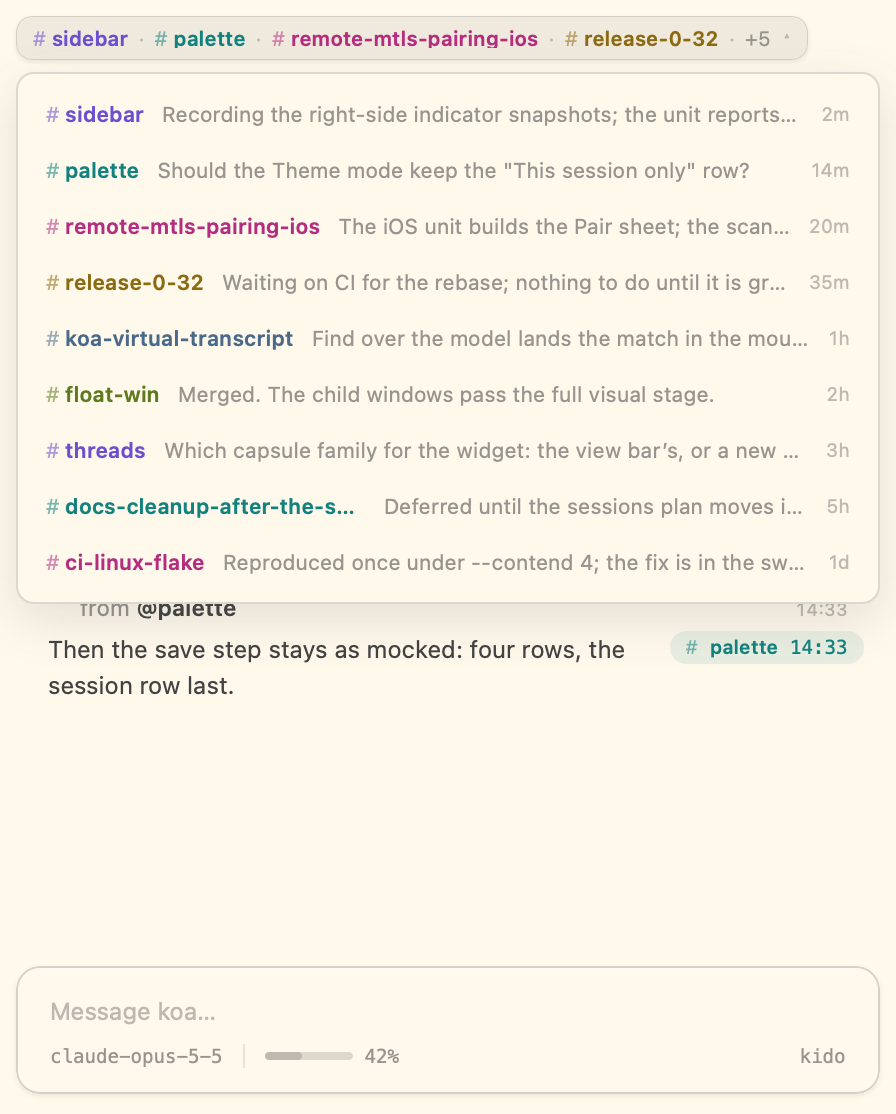 # sidebar · # palette · # remote-mtls-pairing-ios · # release-0-32 · +5
# sidebar Recording the right-side indicator snapshots; the unit reports... 2m
# palette Should the Theme mode keep the "This session only" row? 14m
# remote-mtls-pairing-ios The iOS unit builds the Pair sheet; the scan... 20m
# release-0-32 Waiting on CI for the rebase; nothing to do until it is gr... 35m
# koa-virtual-transcript Find over the model lands the match in the mou... 1h
# float-win Merged. The child windows pass the full visual stage. 2h
# threads Which capsule family for the widget: the view bar’s, or a new ... 3h
# docs-cleanup-after-the-s... Deferred until the sessions plan moves i... 5h
# ci-linux-flake Reproduced once under --contend 4; the fix is in the sw... 1d
from @palette 14:33
Then the save step stays as mocked: four rows, the # palette 14:33
session row last.
Message koa...
claude-opus-5-5 42% kido